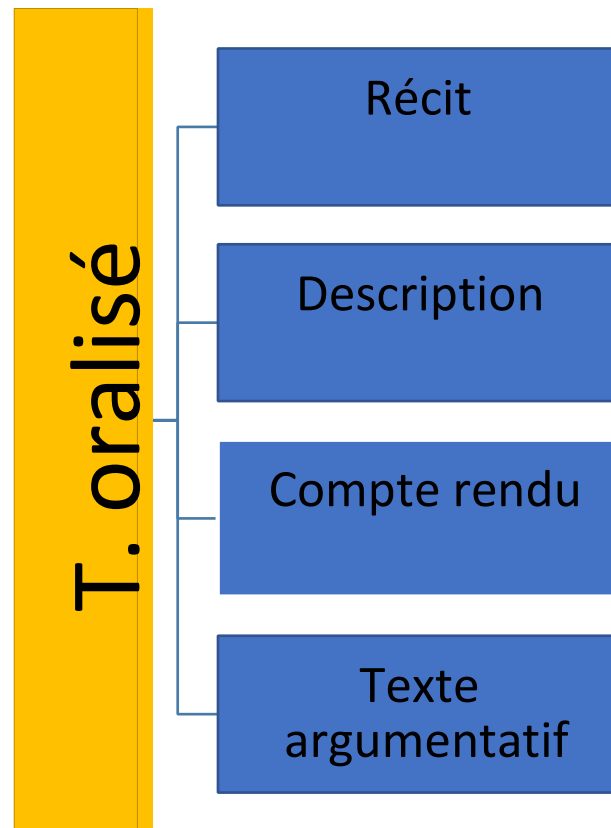 T. oralisé
Récit
Description
Compte rendu
Texte
argumentatif